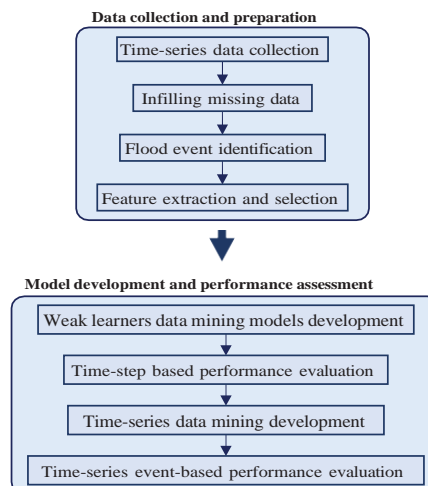 Data collection and preparation
Time-series data collection
Infilling missing data
Flood event identification
Feature extraction and selection
Model development and performance assessment
Weak learners data mining models development
Time-step based performance evaluation
Time-series data mining development
Time-series event-based performance evaluation